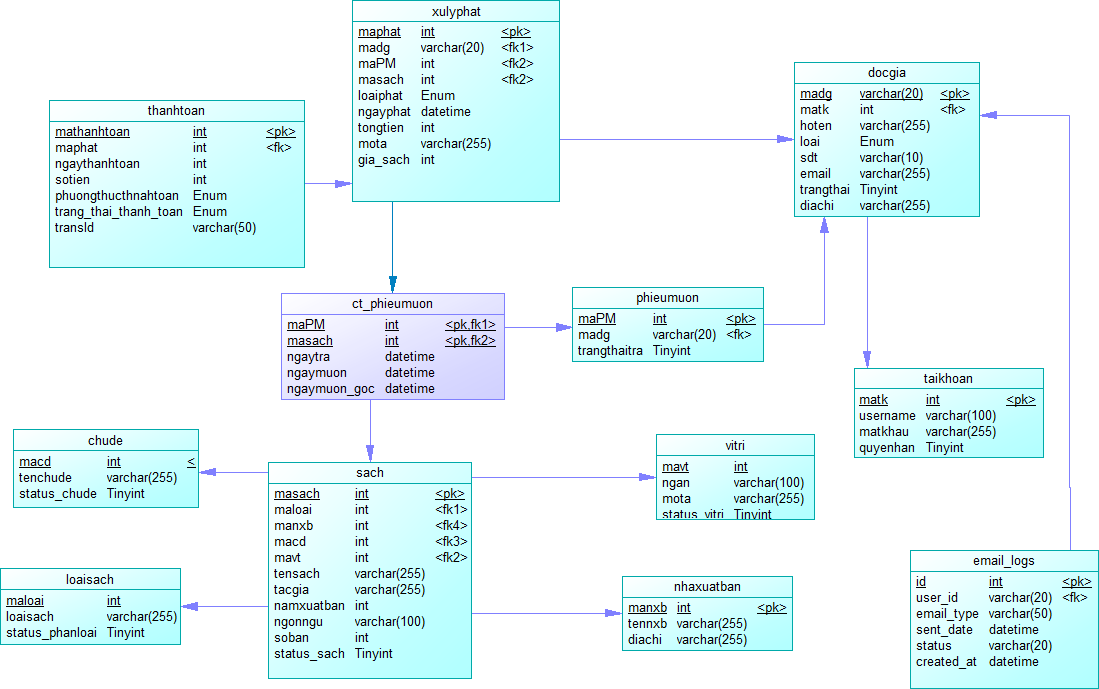 xulyphat
maphat int <pk>
madg varchar(20) <fk1>
maPM int <fk2>
masach int <fk2>
loaiphat Enum
ngayphat datetime
tongtien int
mota varchar(255)
gia_sach int
docgia
madg varchar(20) <pk>
matk int <fk>
hoten varchar(255)
loai Enum
sdt varchar(10)
email varchar(255)
trangthai Tinyint
diachi varchar(255)
thanhtoan
mathanhtoan int <pk>
maphat int <fk>
ngaythanhtoan int
sotien int
phuongthucthnahtoan Enum
trang_thai_thanh_toan Enum
transId varchar(50)
ct_phieumuon
maPM int <pk,fk1>
masach int <pk,fk2>
ngaytra datetime
ngaymuon datetime
ngaymuon_goc datetime
phieumuon
maPM int <pk>
madg varchar(20) <fk>
trangthaitra Tinyint
taikhoan
matk int <pk>
username varchar(100)
matkhau varchar(255)
quyenhan Tinyint
chude
macd int <
tenchude varchar(255)
status_chude Tinyint
sach
masach int <pk>
maloai int <fk1>
manxb int <fk4>
macd int <fk3>
mavt int <fk2>
tensach varchar(255)
tacgia varchar(255)
namxuatban int
ngonngu varchar(100)
soban int
status_sach Tinyint
vitri
mavt int
ngan varchar(100)
mota varchar(255)
status_vitri Tinyint
loaisach
maloai int
loaisach varchar(255)
status_phanloai Tinyint
nhaxuatban
manxb int <pk>
tennxb varchar(255)
diachi varchar(255)
email_logs
id int <pk>
user_id varchar(20) <fk>
email_type varchar(50)
sent_date datetime
status varchar(20)
created_at datetime